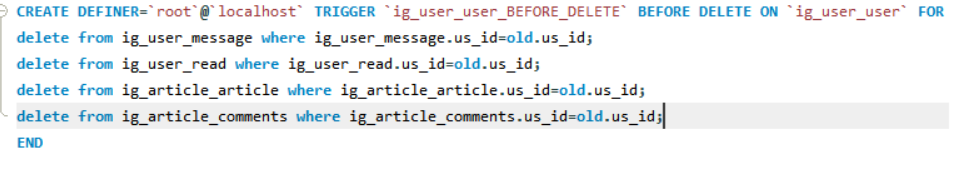 CREATE DEFINER=`root`@`localhost` TRIGGER `ig_user_user_BEFORE_DELETE` BEFORE DELETE ON `ig_user_user` FOR
delete from ig_user_message where ig_user_message.us_id=old.us_id;
delete from ig_user_read where ig_user_read.us_id=old.us_id;
delete from ig_article_article where ig_article_article.us_id=old.us_id;
delete from ig_article_comments where ig_article_comments.us_id=old.us_id;
END